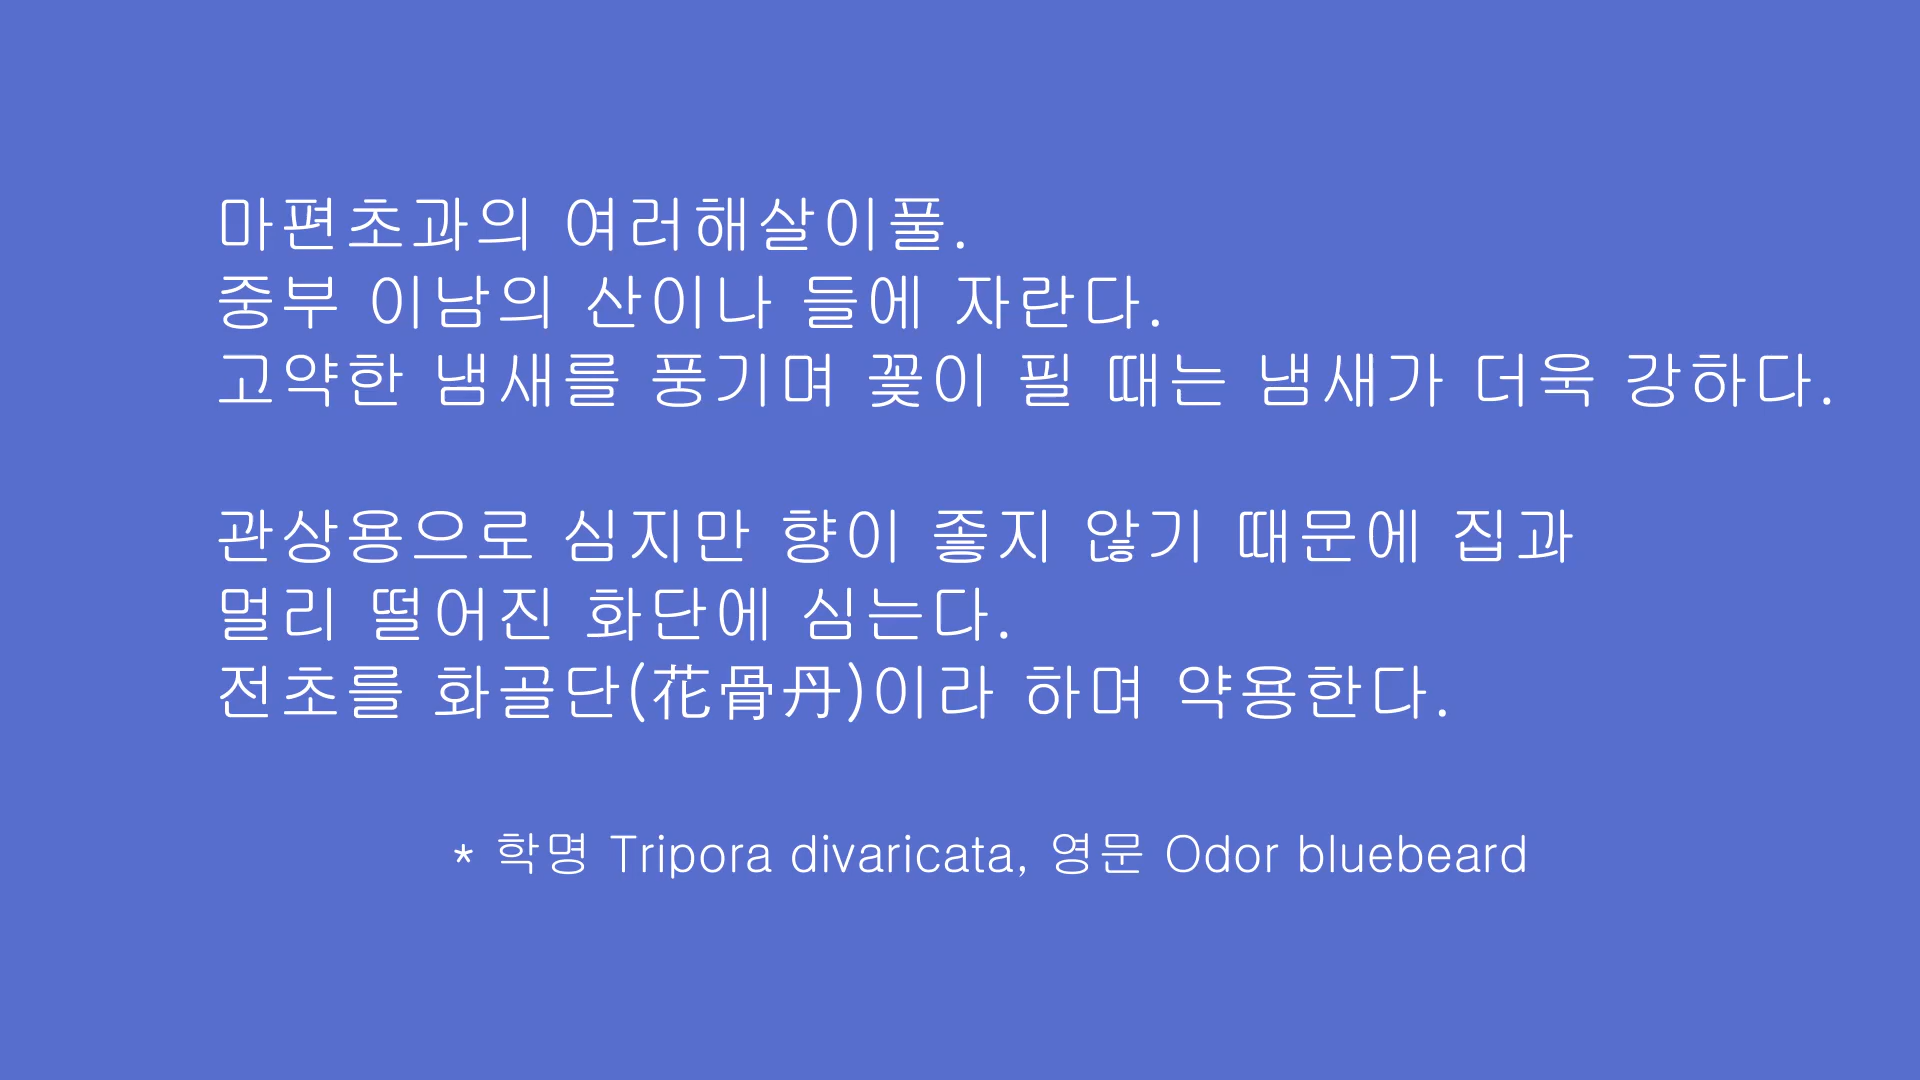 마편초과의 여러해살이풀.
중부 이남의 산이나 들에 자란다.
고약한 냄새를 풍기며 꽃이 필 때는 냄새가 더욱 강하다.
관상용으로 심지만 향이 좋지 않기 때문에 집과
멀리 떨어진 화단에 심는다.
전초를 화골단(花骨丹)이라 하며 약용한다.
* 학명 Tripora divaricata, 영문 Odor bluebeard